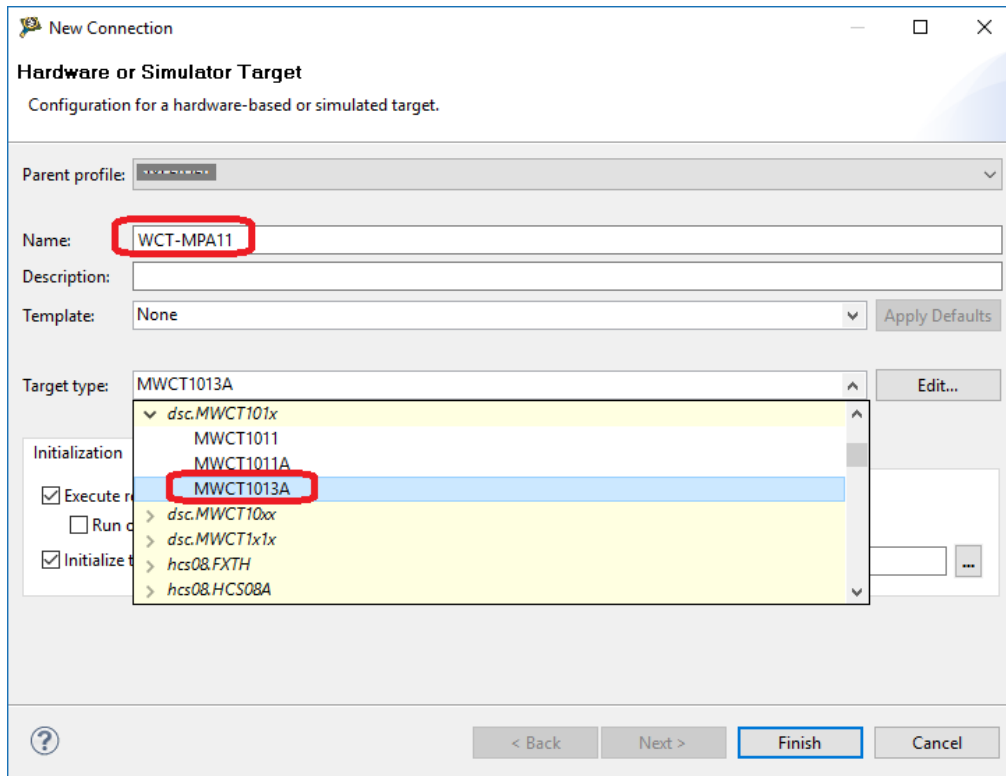 New Connection
Hardware or Simulator Target
Configuration for a hardware-based or simulated target.
Parent profile:
Name: WCT-MPA11
Description:
Template: None Apply Defaults
Target type: MWCT1013A Edit...
dsc.MWCT101x
MWCT1011
Initialization
MWCT1011A
MWCT1013A
Execute r
dsc.MWCT10xx
Run
dsc.MWCT1x1x
Initialize t
hcs08.FXTH
...
hcs08.HCS08A
? < Back Next > Finish Cancel